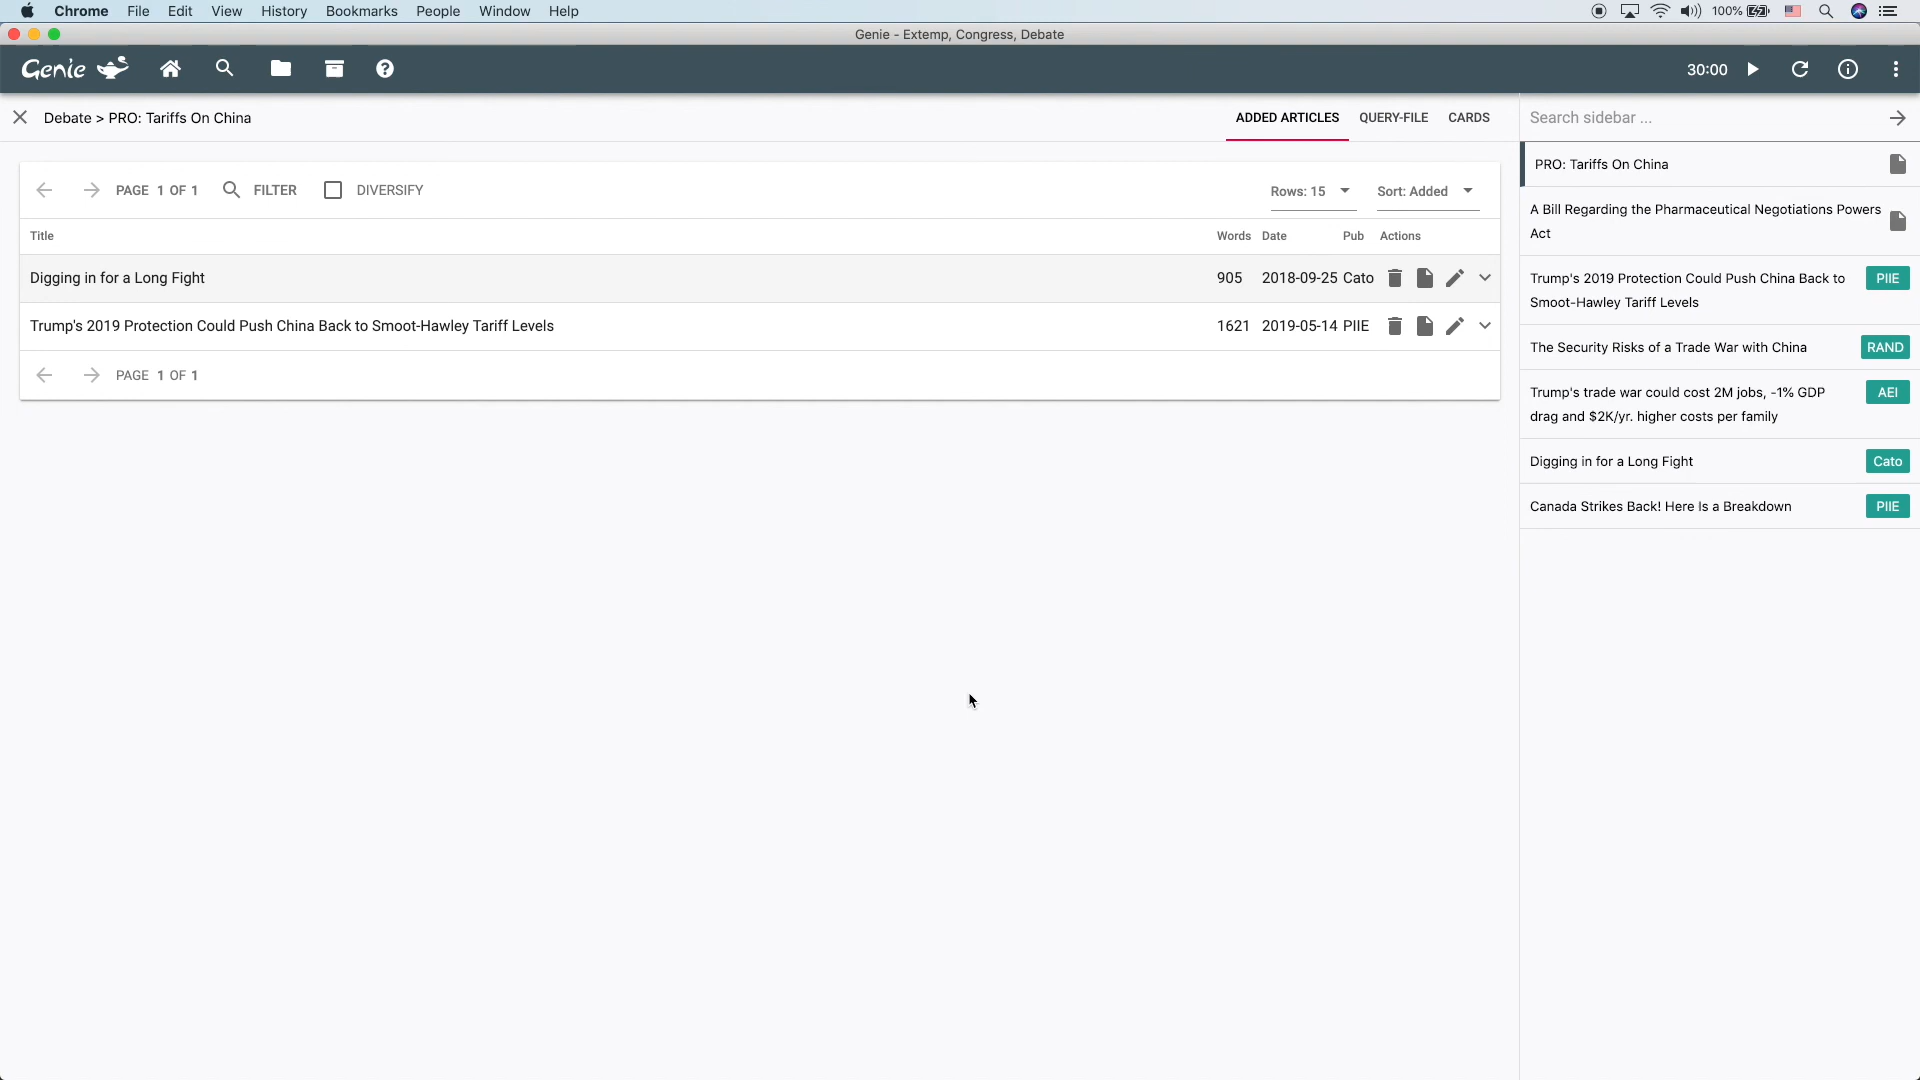 Chrome File Edit View History Bookmarks People Window Help 100%
Genie - Extemp, Congress, Debate
Genie 30:00
Debate > PRO: Tariffs On China ADDED ARTICLES QUERY-FILE CARDS
PAGE 1 OF 1 FILTER DIVERSIFY Rows: 15 Sort: Added
Title Words Date Pub Actions
Digging in for a Long Fight 905 2018-09-25 Cato
Trump's 2019 Protection Could Push China Back to Smoot-Hawley Tariff Levels 1621 2019-05-14 PIIE
PAGE 1 OF 1
Search sidebar ...
PRO: Tariffs On China
A Bill Regarding the Pharmaceutical Negotiations Powers
Act
Trump's 2019 Protection Could Push China Back to PIIE
Smoot-Hawley Tariff Levels
The Security Risks of a Trade War with China RAND
Trump's trade war could cost 2M jobs, -1% GDP AEI
drag and $2K/yr. higher costs per family
Digging in for a Long Fight Cato
Canada Strikes Back! Here Is a Breakdown PIIE